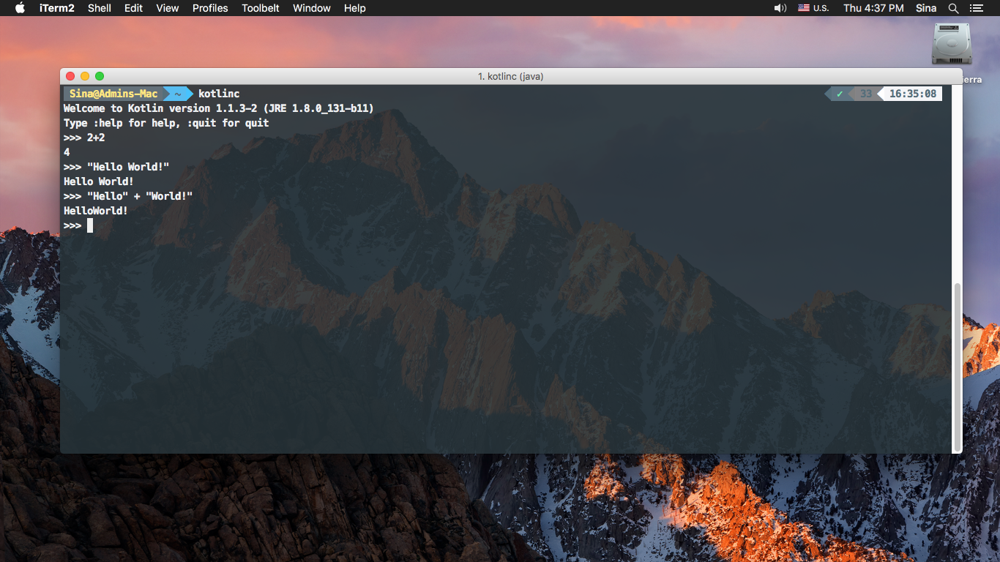 iTerm2 Shell Edit View Profiles Toolbelt Window Help U.S. Thu 4:37 PM Sina
1. kotlinc (java)
Sina@Admins-Mac ~ kotlinc ✓ 33 16:35:08
Welcome to Kotlin version 1.1.3-2 (JRE 1.8.0_131-b11)
Type :help for help, :quit for quit
>>> 2+2
4
>>> "Hello World!"
Hello World!
>>> "Hello" + "World!"
HelloWorld!
>>>